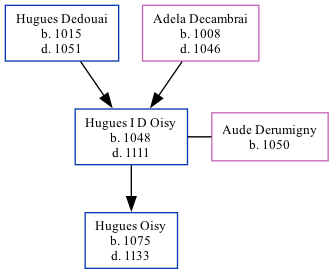 Hugues Dedouai
b. 1015
d. 1051
Adela Decambrai
b. 1008
d. 1046
Hugues I D Oisy
b. 1048
d. 1111
Aude Derumigny
b. 1050
Hugues Oisy
b. 1075
d. 1133